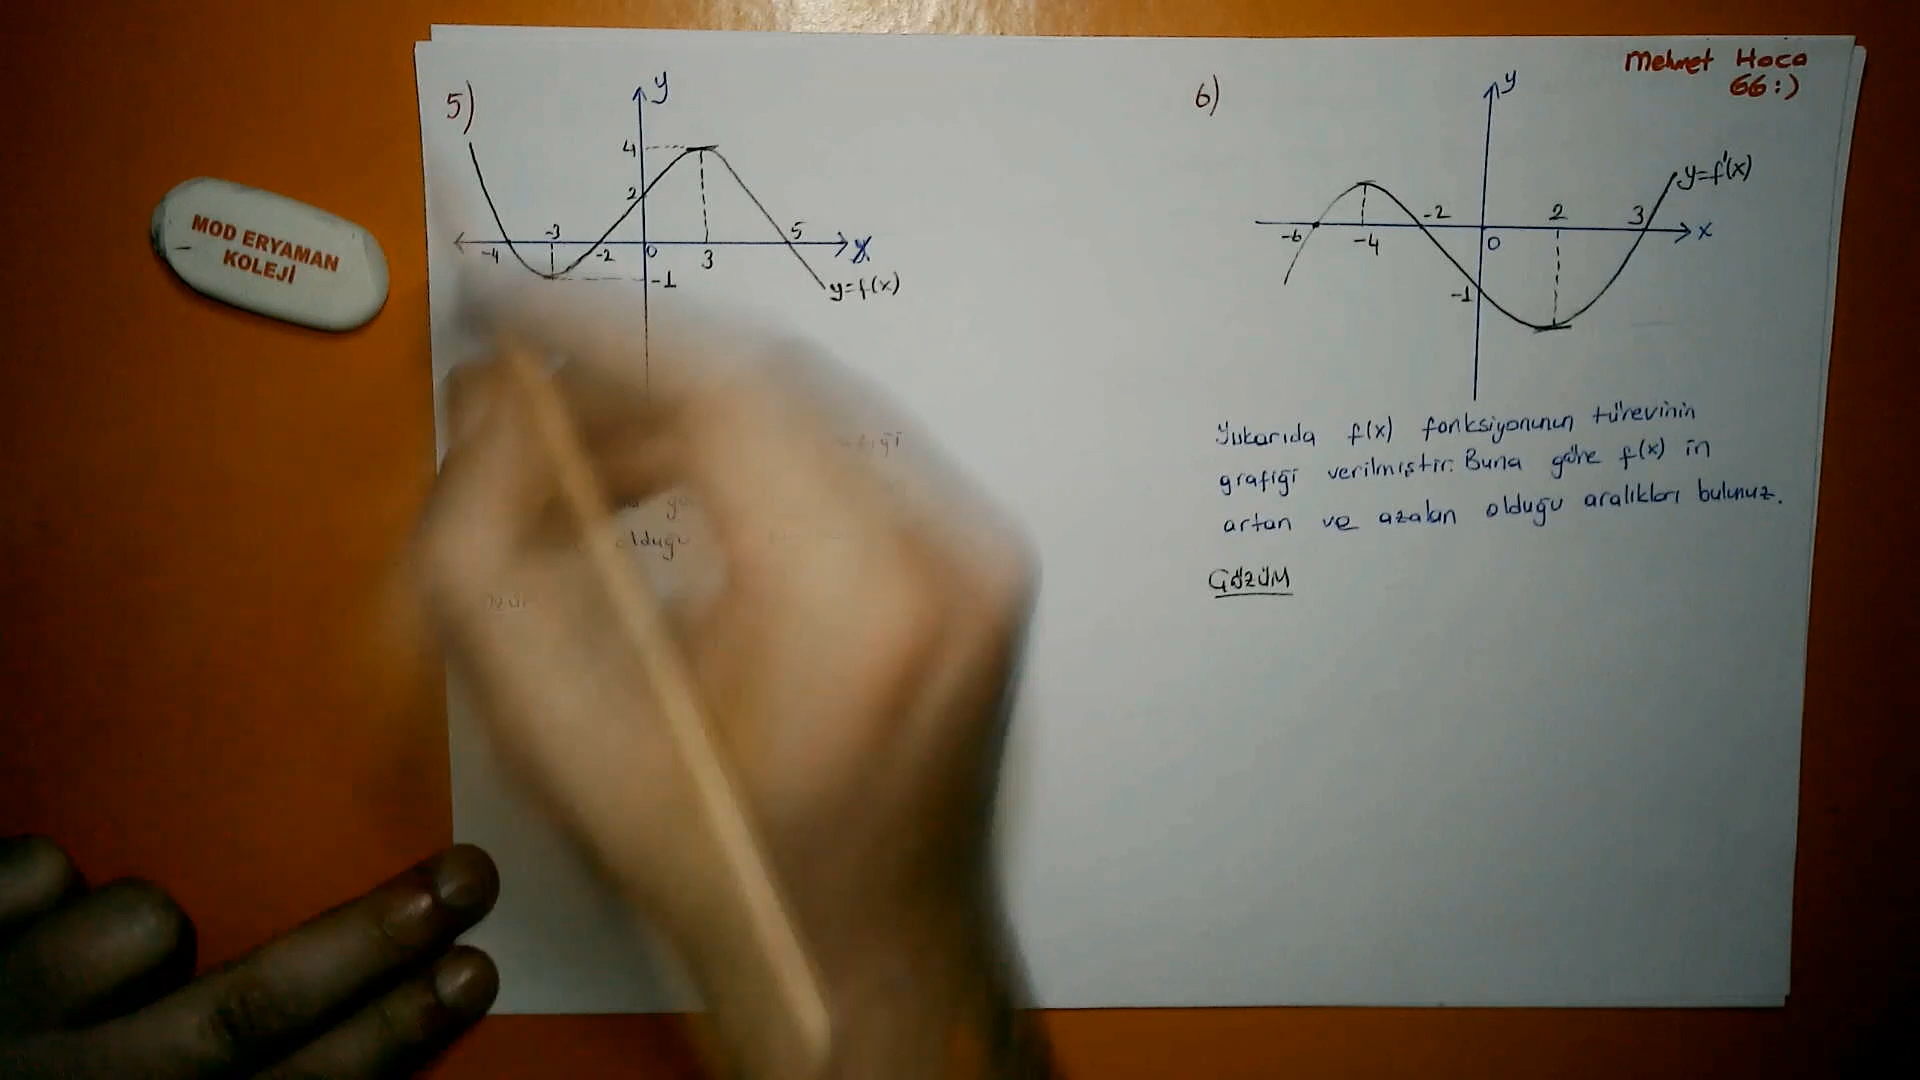 Mehmet Hoca
66:)
MOD ERYAMAN
KOLEJİ
5)
y
4
2
-3
5
-4
-2
0
3
x
-1
y=f(x)
olduğu
6)
y
y=f'(x)
-2
2
3
-6
-4
0
x
-1
Yukarıda f(x) fonksiyonunun türevinin
grafiği verilmiştir. Buna göre f(x) in
artan ve azalan olduğu aralıkları bulunuz.
ÇÖZÜM